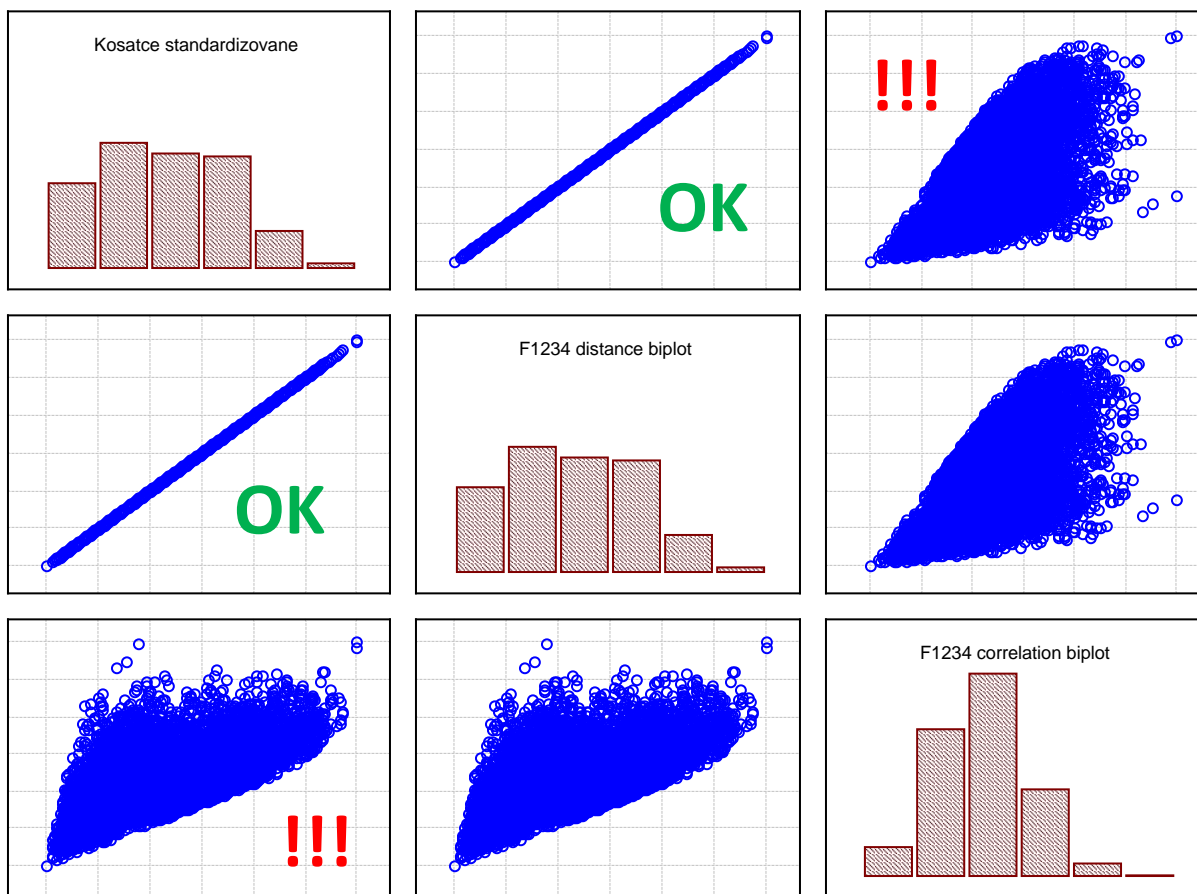 Kosatce standardizovane
OK
!!!
OK
F1234 distance biplot
!!!
F1234 correlation biplot